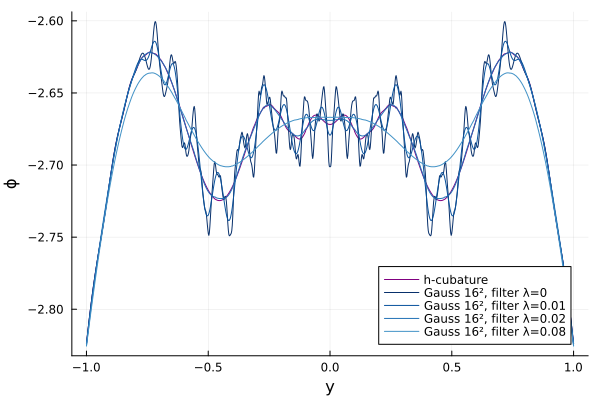 −2.60
−2.65
−2.70
−2.75
−2.80
ϕ
h-cubature
Gauss 16², filter λ=0
Gauss 16², filter λ=0.01
Gauss 16², filter λ=0.02
Gauss 16², filter λ=0.08
−1.0 −0.5 0.0 0.5 1.0
y